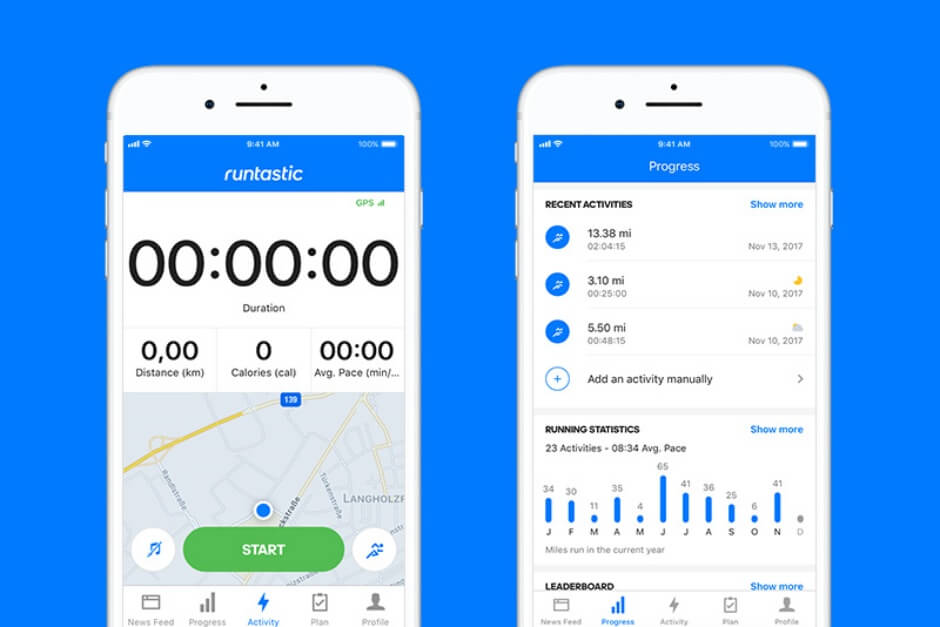 9:41 AM
100%
runtastic
GPS
00:00:00
Duration
0,00
Distance (km)
0
Calories (cal)
00:00
Avg. Pace (min/...
139
Randlstraße
Türkenstraße
LANGHOLZF
ckstraße
START
News Feed
Progress
Activity
Plan
Profile
9:41 AM
100%
Progress
RECENT ACTIVITIES
Show more
13.38 mi
02:04:15
Nov 13, 2017
3.10 mi
00:25:00
Nov 10, 2017
5.50 mi
00:48:15
Nov 10, 2017
Add an activity manually
RUNNING STATISTICS
Show more
23 Activities - 08:34 Avg. Pace
34 30 11 35 4 65 41 36 25 6 41
J F M A M J J A S O N D
Miles run in the current year
LEADERBOARD
Show more
News Feed
Progress
Activity
Plan
Profile